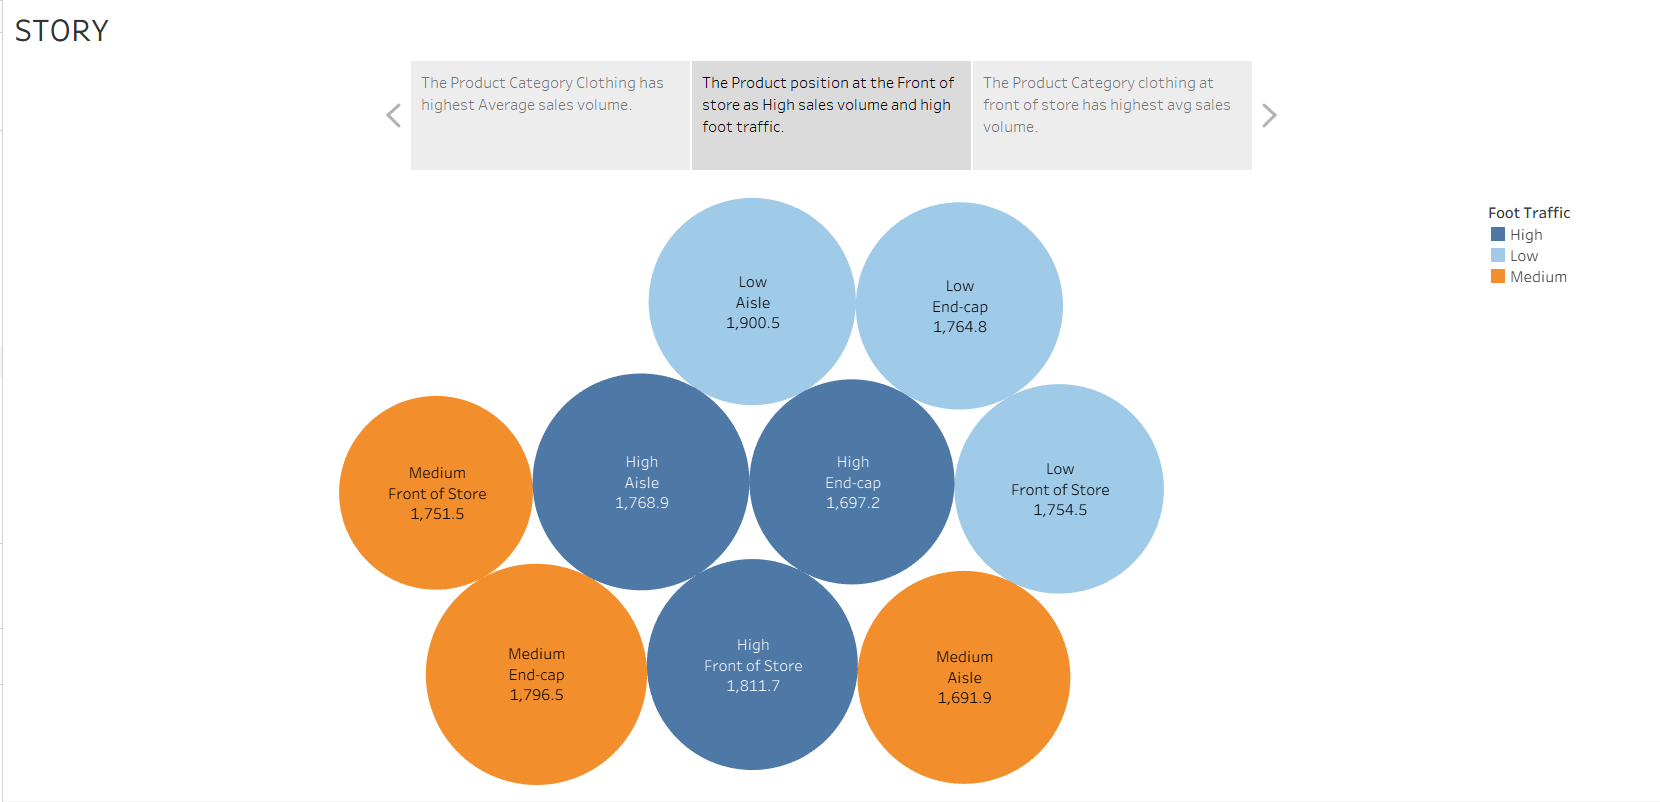 STORY
The Product Category Clothing has
highest Average sales volume.
The Product position at the Front of
store as High sales volume and high
foot traffic.
The Product Category clothing at
front of store has highest avg sales
volume.
Foot Traffic
High
Low
Medium
Low
Aisle
1,900.5
Low
End-cap
1,764.8
Medium
Front of Store
1,751.5
High
Aisle
1,768.9
High
End-cap
1,697.2
Low
Front of Store
1,754.5
Medium
End-cap
1,796.5
High
Front of Store
1,811.7
Medium
Aisle
1,691.9